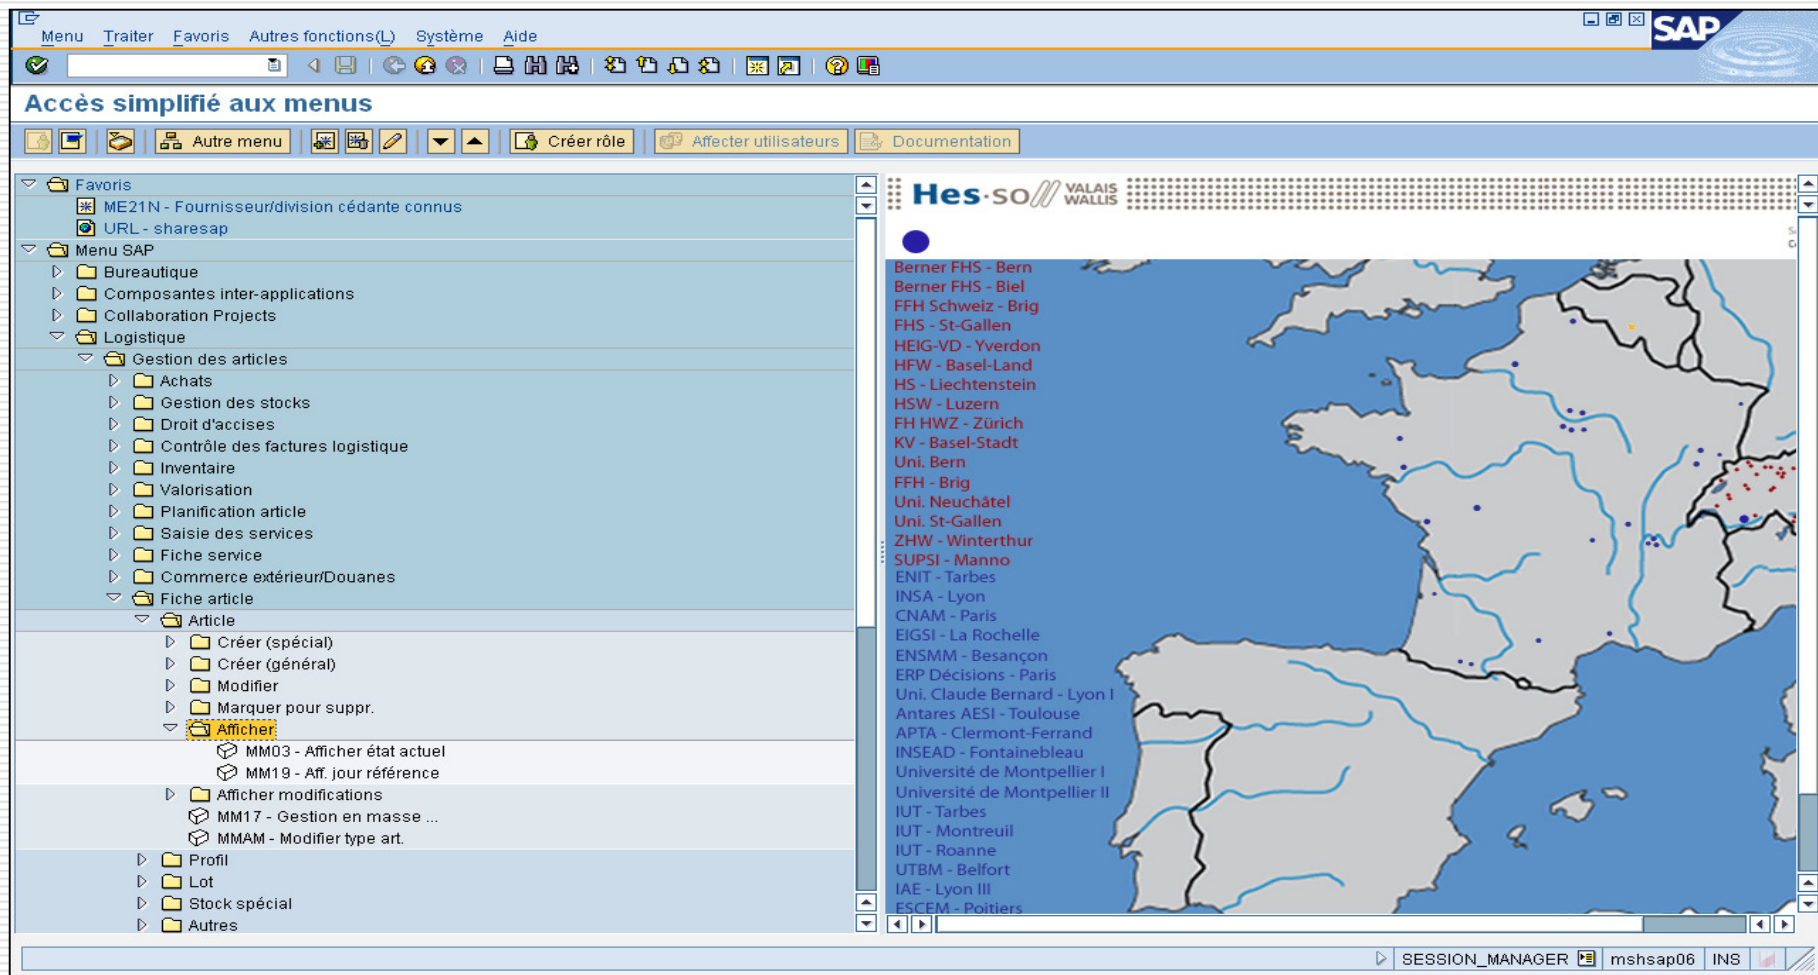 SAP
Menu Traiter Favoris Autres fonctions(L) Système Aide
Accès simplifié aux menus
Autre menu Créer rôle Affecter utilisateurs Documentation
Favoris
ME21N - Fournisseur/division cédante connus
URL - sharesap
Menu SAP
Bureautique
Composantes inter-applications
Collaboration Projects
Logistique
Gestion des articles
Achats
Gestion des stocks
Droit d'accises
Contrôle des factures logistique
Inventaire
Valorisation
Planification article
Saisie des services
Fiche service
Commerce extérieur/Douanes
Fiche article
Article
Créer (spécial)
Créer (général)
Modifier
Marquer pour suppr.
Afficher
MM03 - Afficher état actuel
MM19 - Aff. jour référence
Afficher modifications
MM17 - Gestion en masse ...
MMAM - Modifier type art.
Profil
Lot
Stock spécial
Autres
Hes·so// VALAIS
WALLIS
Berner FHS - Bern
Berner FHS - Biel
FFH Schweiz - Brig
FHS - St-Gallen
HEIG-VD - Yverdon
HFW - Basel-Land
HS - Liechtenstein
HSW - Luzern
FH HWZ - Zürich
KV - Basel-Stadt
Uni. Bern
FFH - Brig
Uni. Neuchâtel
Uni. St-Gallen
ZHW - Winterthur
SUPSI - Manno
ENIT - Tarbes
INSA - Lyon
CNAM - Paris
EIGSI - La Rochelle
ENSMM - Besançon
ERP Décisions - Paris
Uni. Claude Bernard - Lyon I
Antares AESI - Toulouse
APTA - Clermont-Ferrand
INSEAD - Fontainebleau
Université de Montpellier I
Université de Montpellier II
IUT - Tarbes
IUT - Montreuil
IUT - Roanne
UTBM - Belfort
IAE - Lyon III
ESCEM - Poitiers
SESSION_MANAGER mshsap06 INS